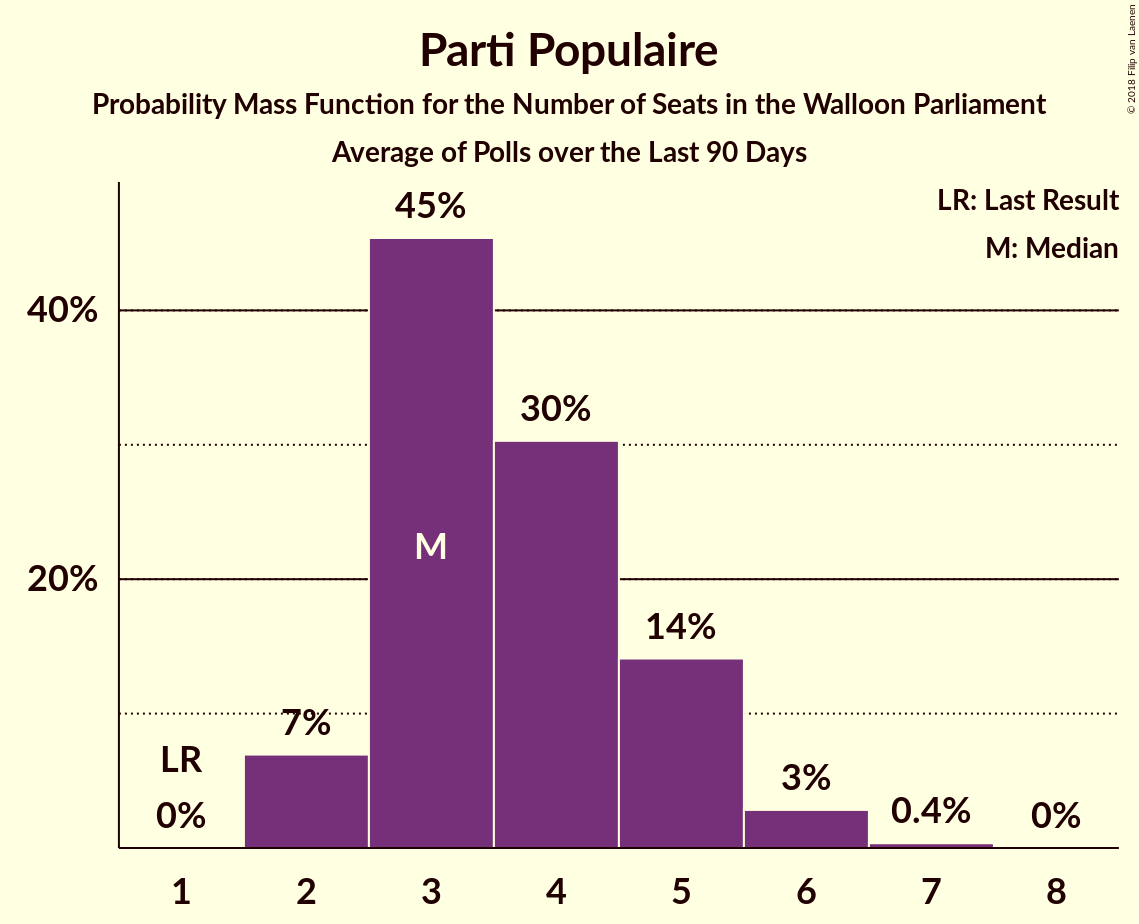 Parti Populaire
Probability Mass Function for the Number of Seats in the Walloon Parliament
Average of Polls over the Last 90 Days
© 2018 Filip van Laenen
LR: Last Result
M: Median
45%
40%
30%
M
20%
14%
7%
LR
3%
0%
0.4%
0%
1 2 3 4 5 6 7 8